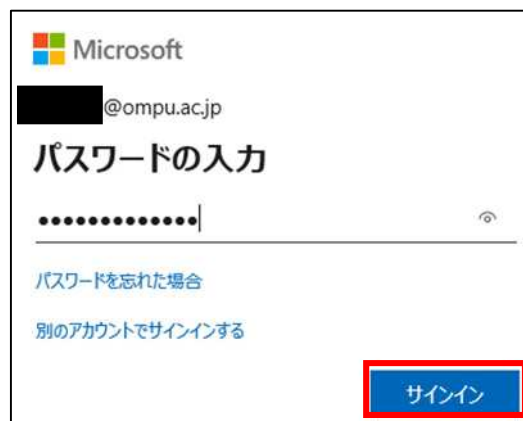 Microsoft
@ompu.ac.jp
パスワードの入力
パスワードを忘れた場合
別のアカウントでサインインする
サインイン